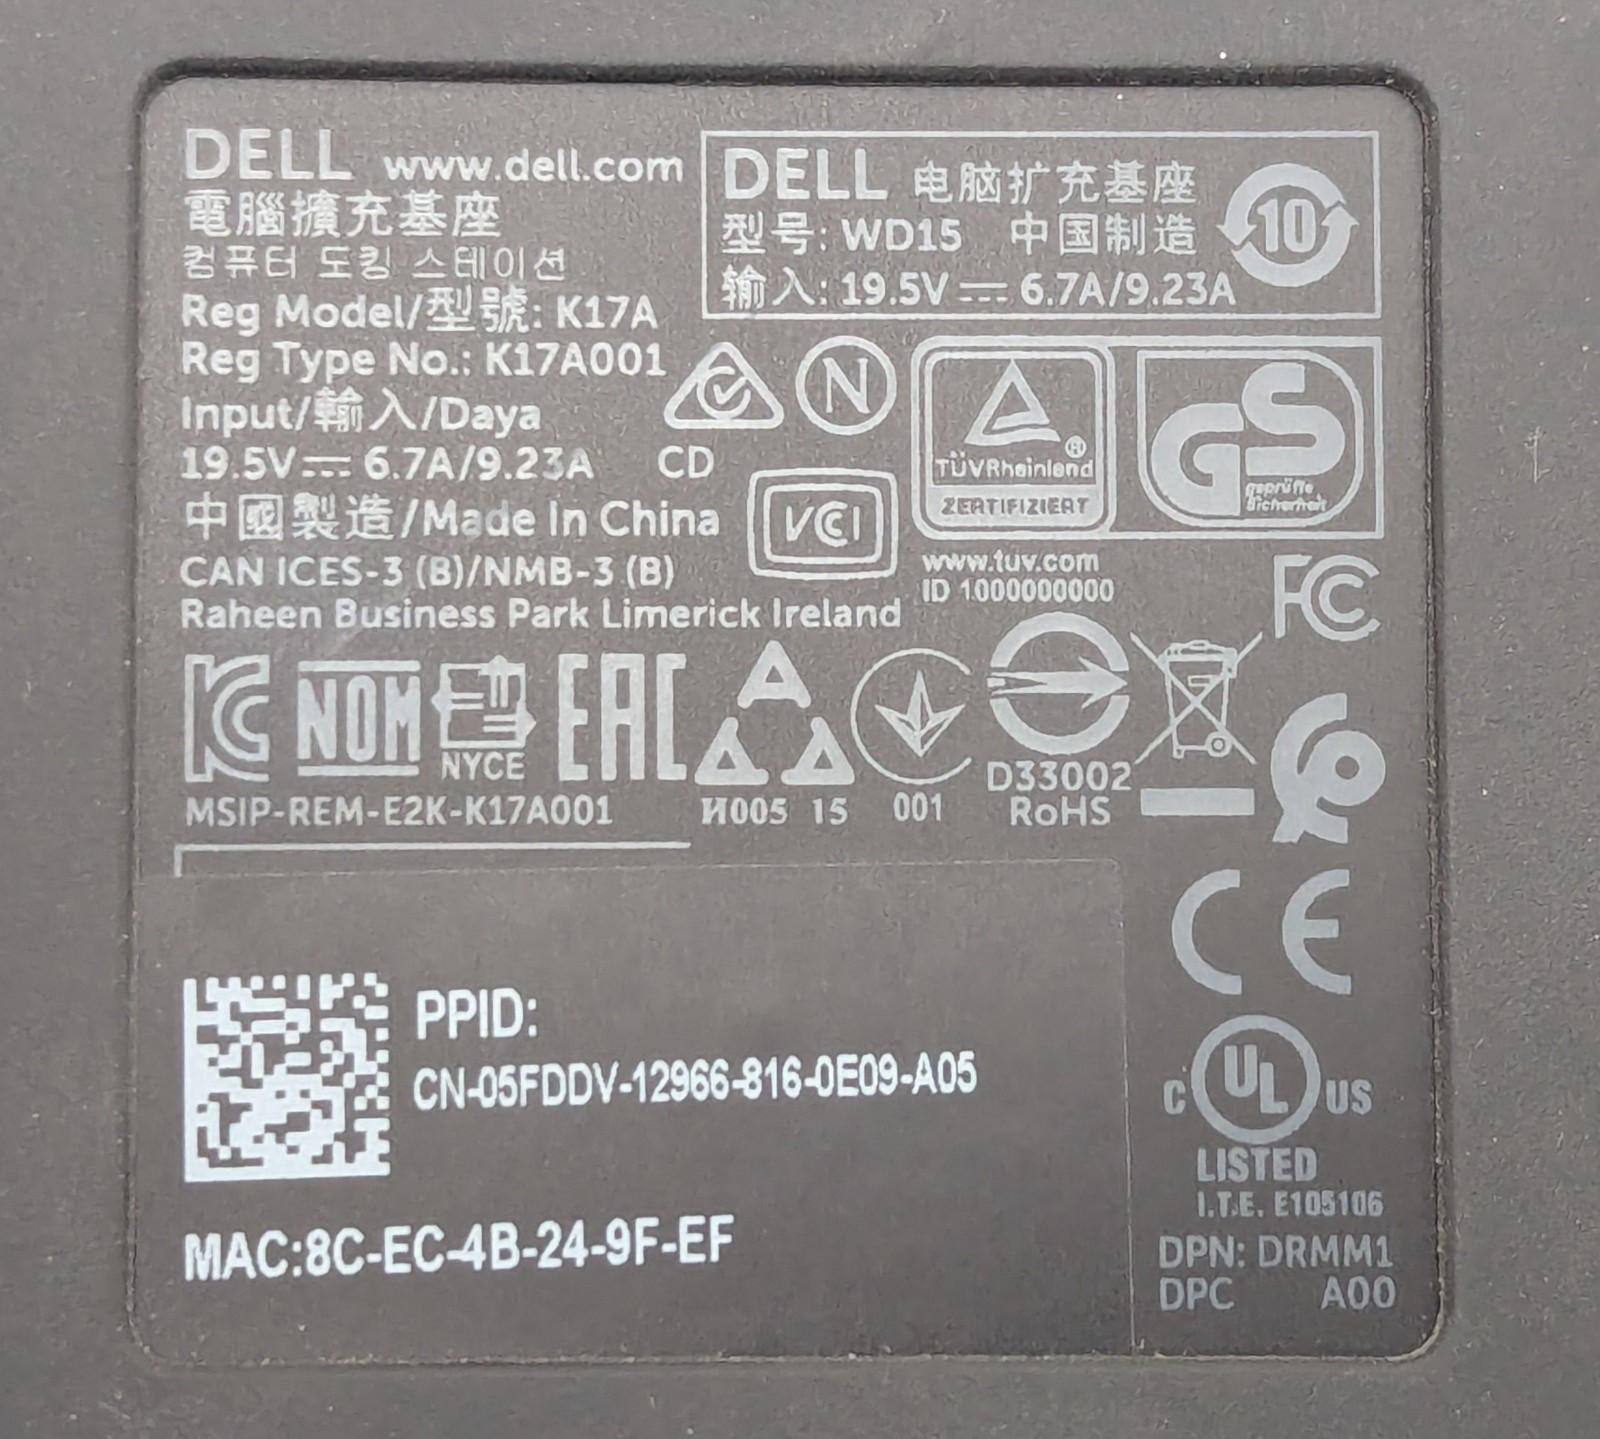 DELL www.dell.com
電腦擴充基座
컴퓨터 도킹 스테이션
Reg Model/型號: K17A
Reg Type No.: K17A001
Input/輸入/Daya
19.5V⎓6.7A/9.23A
中國製造/Made In China
CAN ICES-3 (B)/NMB-3 (B)
Raheen Business Park Limerick Ireland
DELL 电脑扩充基座
型号: WD15 中国制造
输入: 19.5V⎓6.7A/9.23A
10
CD
N
VCI
TÜVRheinland®
ZERTIFIZIERT
GS
geprüfte
Sicherheit
www.tuv.com
ID 1000000000
FC
KC
NOM
NYCE
EAC
MSIP-REM-E2K-K17A001
И005 15
001
D33002
RoHS
CE
PPID:
CN-05FDDV-12966-816-0E09-A05
MAC:8C-EC-4B-24-9F-EF
C UL US
LISTED
I.T.E. E105106
DPN: DRMM1
DPC A00